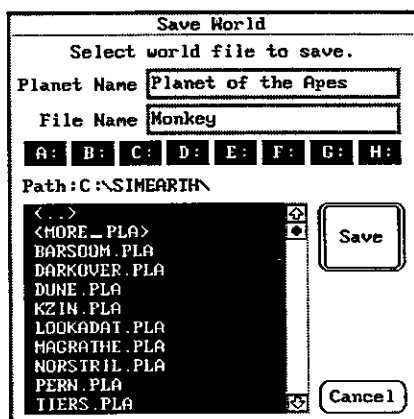 Save World
Select world file to save.
Planet Name Planet of the Apes
File Name Monkey
A: B: C: D: E: F: G: H:
Path:C:\SIMEARTH\
<..>
<MORE_PLA>
BARSOOM.PLA
DARKOVER.PLA
DUNE.PLA
KZIN.PLA
LOOKADAT.PLA
MAGRATHE.PLA
NORSTRIL.PLA
PERN.PLA
TIERS.PLA
Save
Cancel